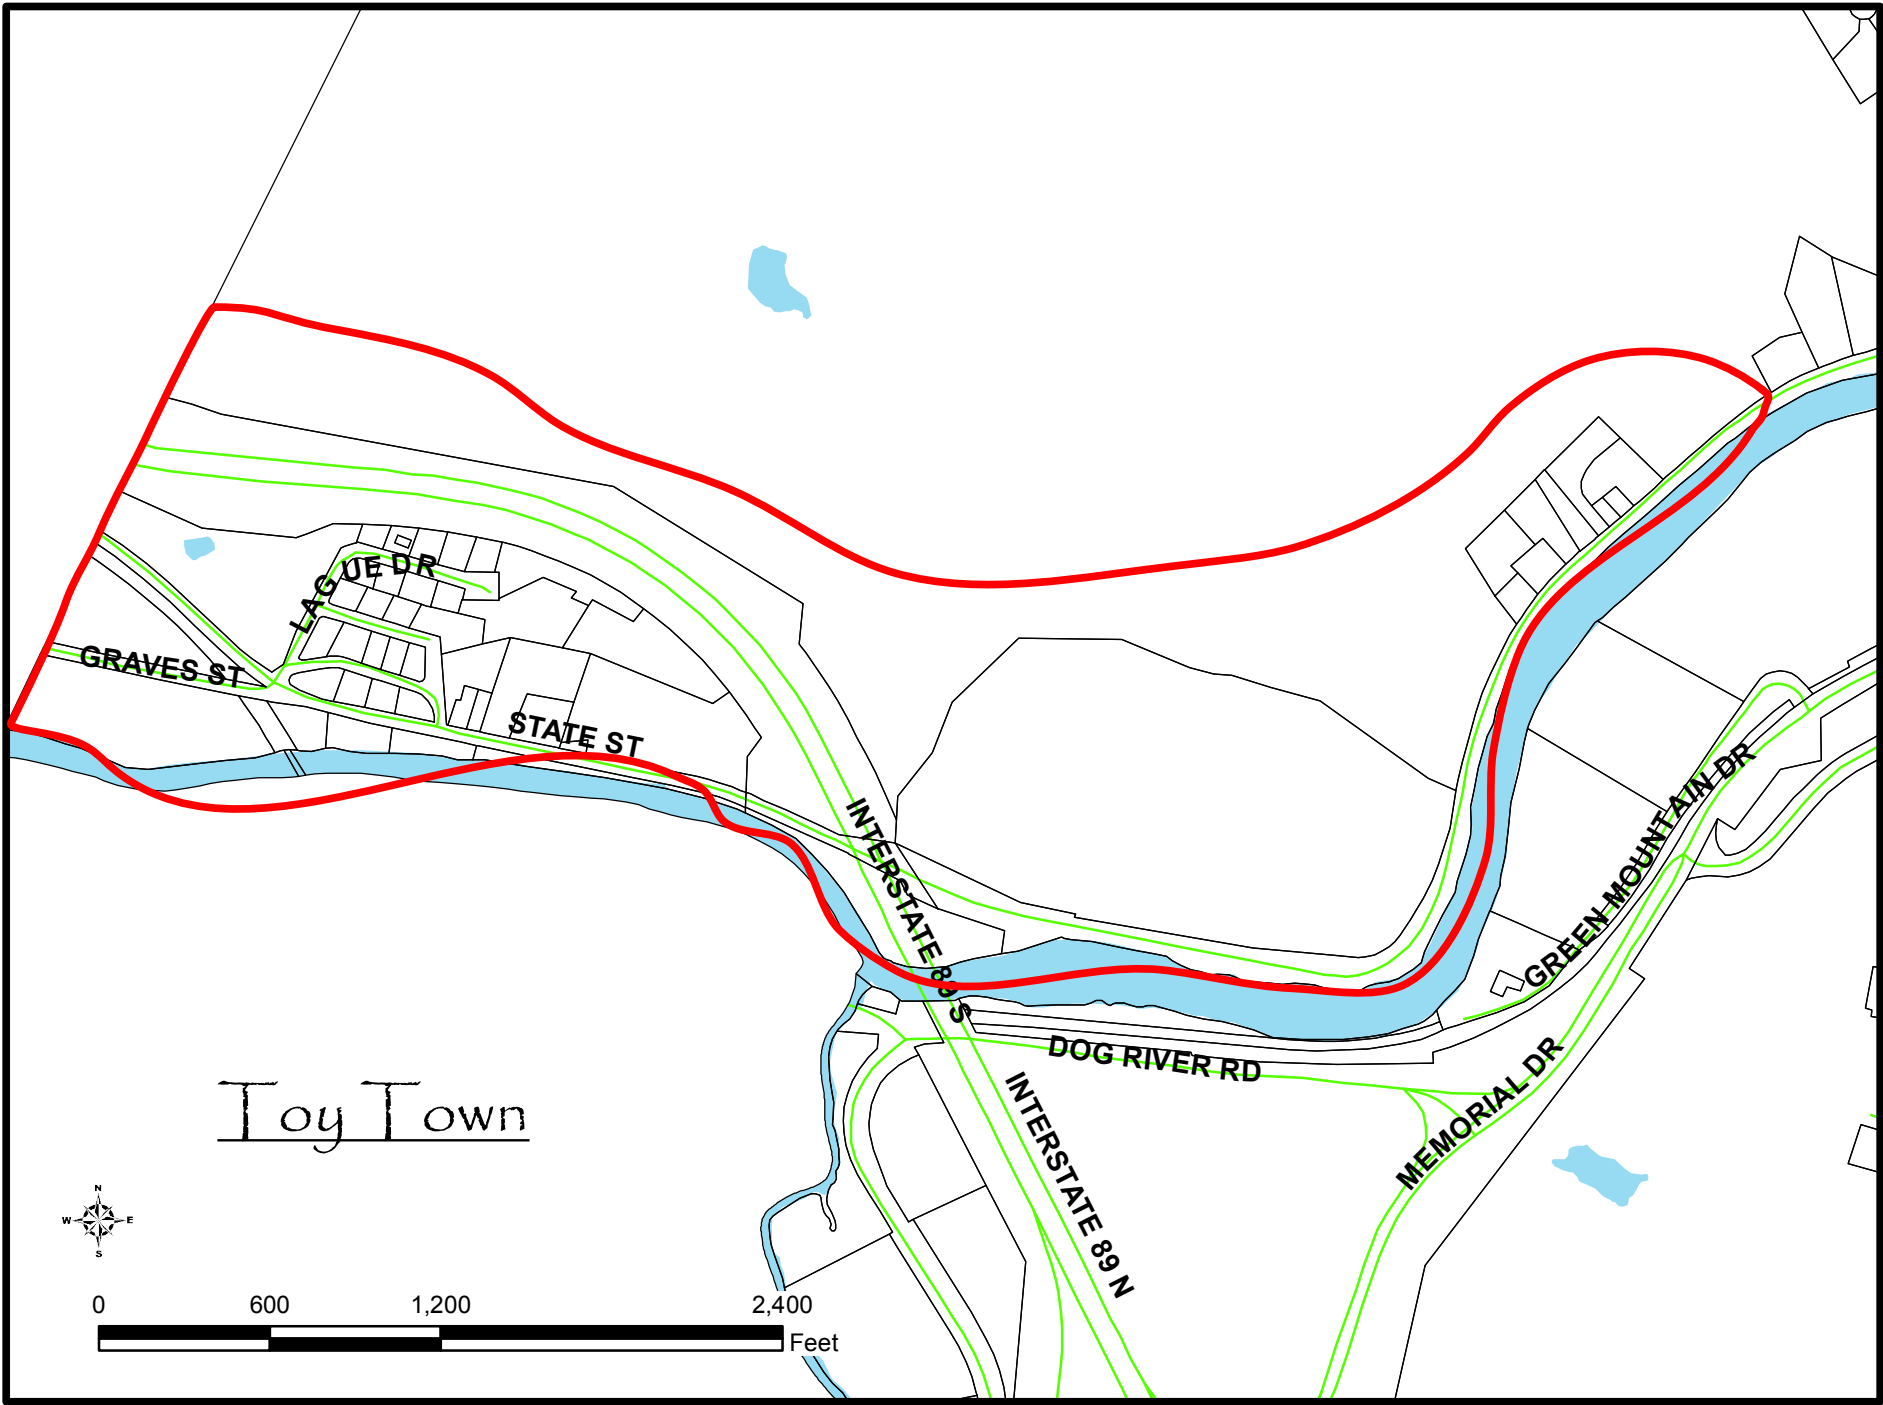 LAGUE DR
GRAVES ST
STATE ST
INTERSTATE 89 S
GREEN MOUNTAIN DR
DOG RIVER RD
MEMORIAL DR
INTERSTATE 89 N
Toy Town
N
W E
S
0 600 1,200 2,400
Feet